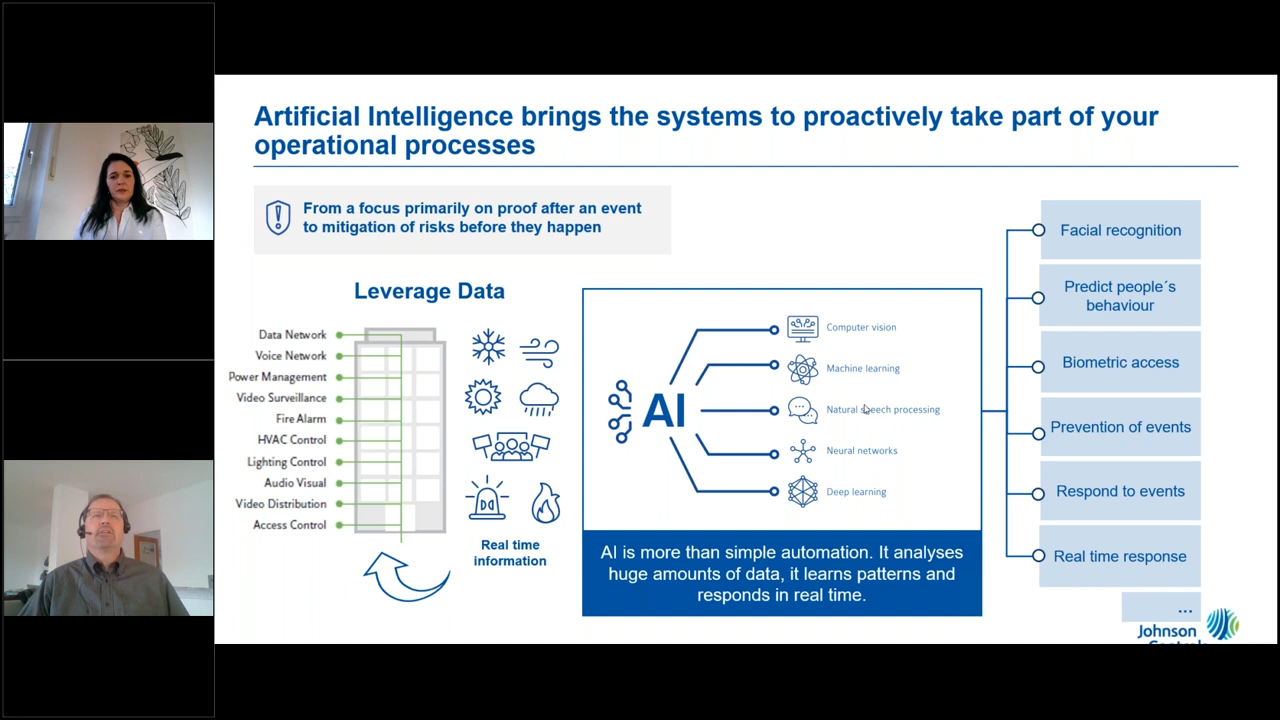 Artificial Intelligence brings the systems to proactively take part of your
operational processes
From a focus primarily on proof after an event
to mitigation of risks before they happen
Leverage Data
Data Network
Voice Network
Power Management
Video Surveillance
Fire Alarm
HVAC Control
Lighting Control
Audio Visual
Video Distribution
Access Control
Real time
information
AI
Computer vision
Machine learning
Natural speech processing
Neural networks
Deep learning
AI is more than simple automation. It analyses
huge amounts of data, it learns patterns and
responds in real time.
Facial recognition
Predict people´s
behaviour
Biometric access
Prevention of events
Respond to events
Real time response
...
Johnson